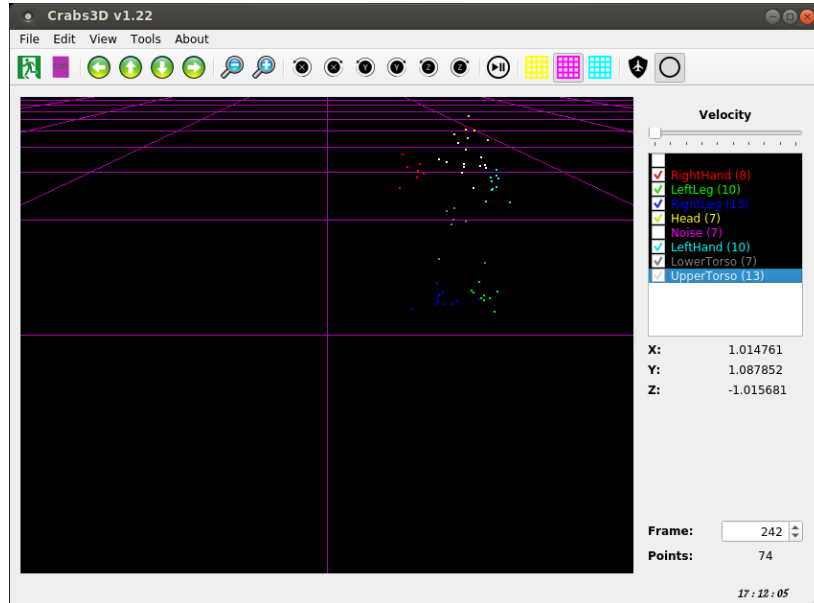 Crabs3D v1.22
File Edit View Tools About
X X Y Y Z Z
Velocity
RightHand (8)
LeftLeg (10)
RightLeg (13)
Head (7)
Noise (7)
LeftHand (10)
LowerTorso (7)
UpperTorso (13)
X: 1.014761
Y: 1.087852
Z: -1.015681
Frame: 242
Points: 74
17:12:05